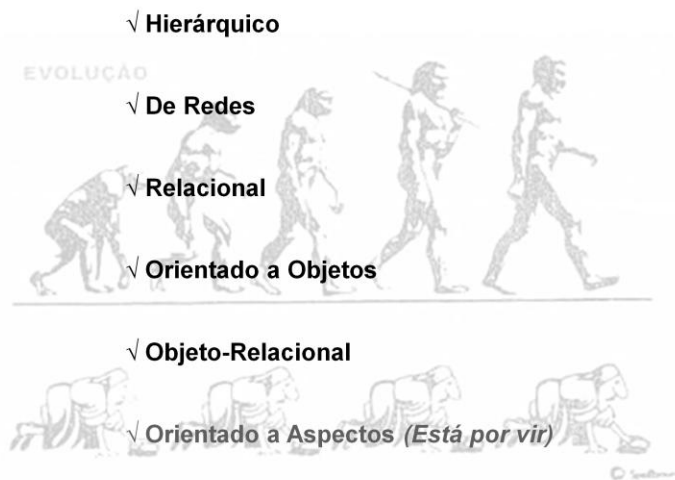 √ Hierárquico
EVOLUÇÃO
√ De Redes
√ Relacional
√ Orientado a Objetos
√ Objeto-Relacional
√ Orientado a Aspectos (Está por vir)